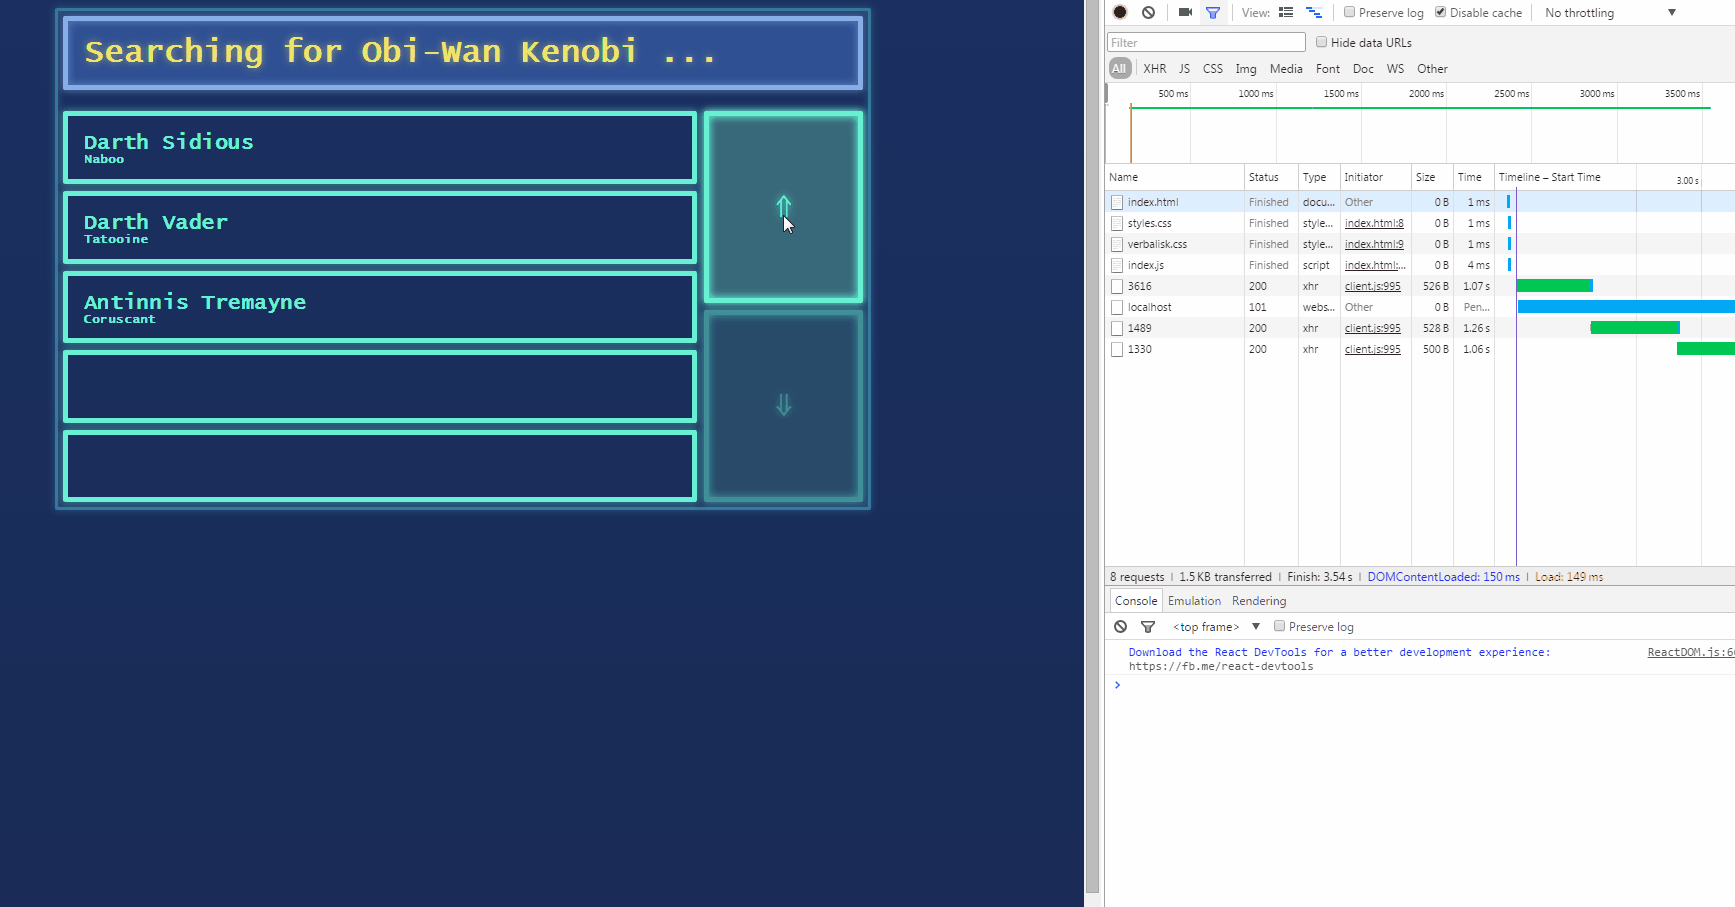 Searching for Obi-Wan Kenobi ...
Darth Sidious
Naboo
Darth Vader
Tatooine
Antinnis Tremayne
Coruscant
⇑
⇓
View: Preserve log Disable cache No throttling ▼
Filter Hide data URLs
All XHR JS CSS Img Media Font Doc WS Other
500 ms 1000 ms 1500 ms 2000 ms 2500 ms 3000 ms 3500 ms
Name Status Type Initiator Size Time Timeline – Start Time 3.00 s
index.html Finished docu... Other 0 B 1 ms
styles.css Finished style... index.html:8 0 B 1 ms
verbalisk.css Finished style... index.html:9 0 B 1 ms
index.js Finished script index.html:... 0 B 4 ms
3616 200 xhr client.js:995 526 B 1.07 s
localhost 101 webs... Other 0 B Pen...
1489 200 xhr client.js:995 528 B 1.26 s
1330 200 xhr client.js:995 500 B 1.06 s
8 requests | 1.5 KB transferred | Finish: 3.54 s | DOMContentLoaded: 150 ms | Load: 149 ms
Console Emulation Rendering
<top frame> ▼ Preserve log
Download the React DevTools for a better development experience: ReactDOM.js:6
https://fb.me/react-devtools
>